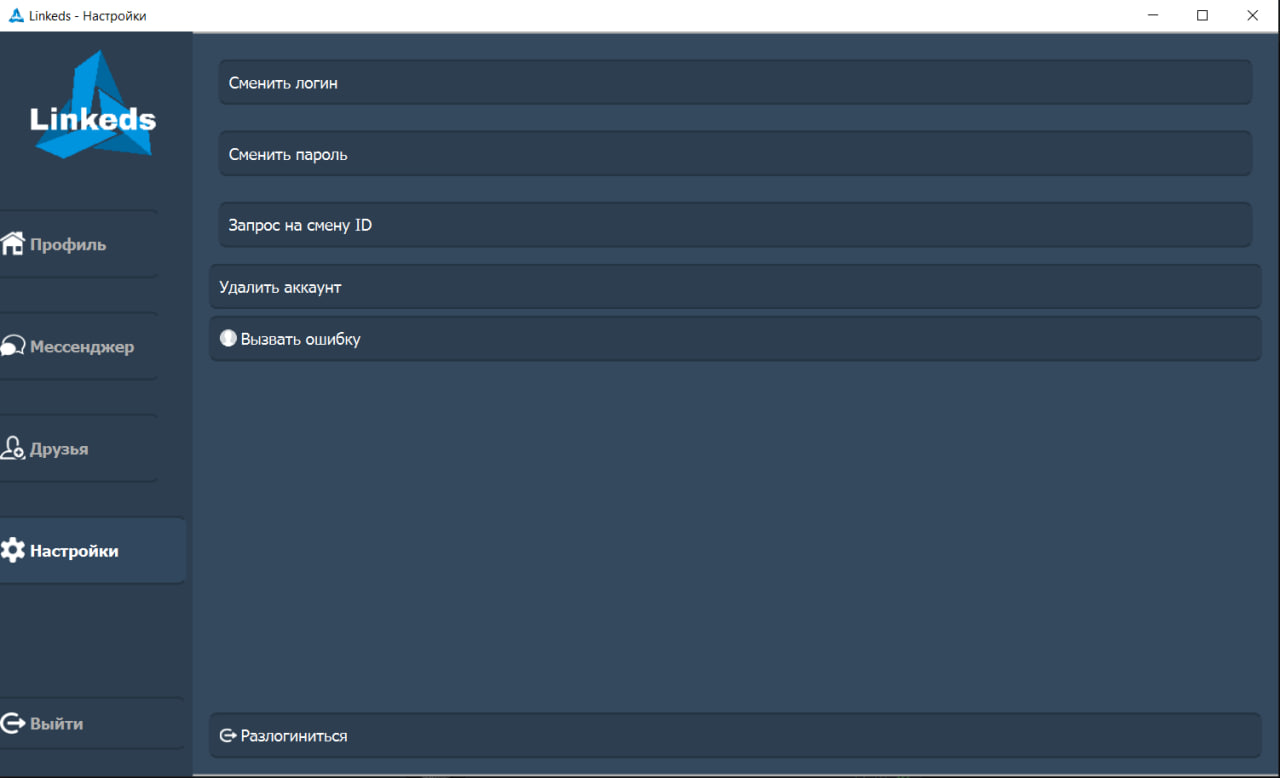 Linkeds - Настройки
Linkeds
Профиль
Мессенджер
Друзья
Настройки
Выйти
Сменить логин
Сменить пароль
Запрос на смену ID
Удалить аккаунт
Вызвать ошибку
Разлогиниться